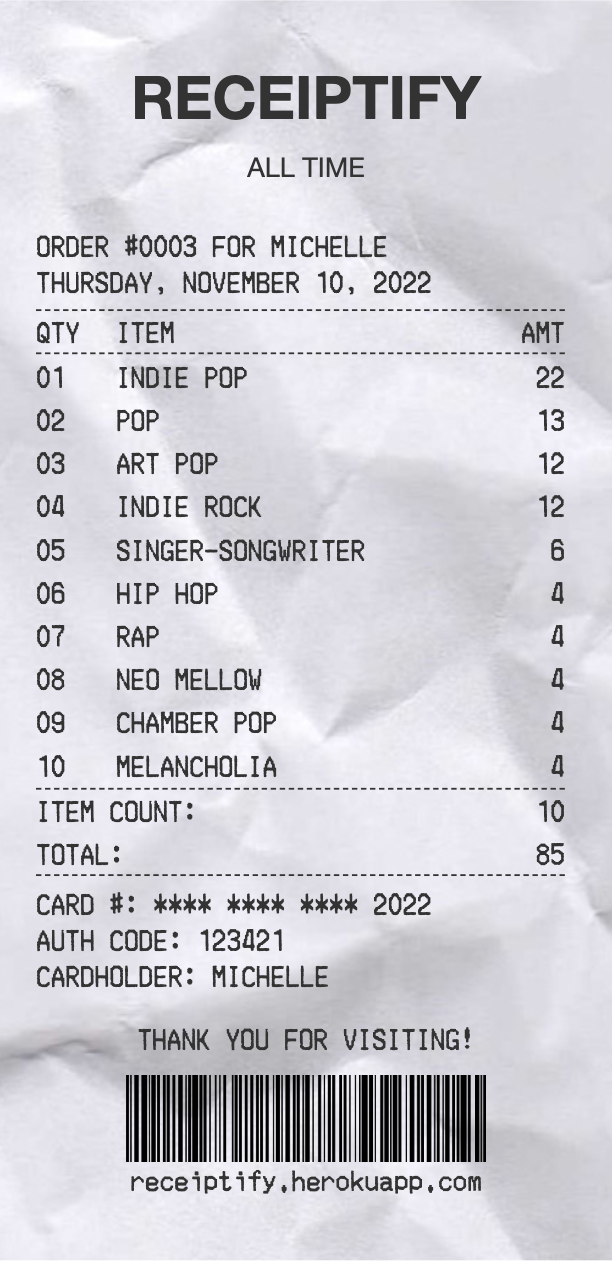 RECEIPTIFY
ALL TIME
ORDER #0003 FOR MICHELLE
THURSDAY, NOVEMBER 10, 2022
QTY ITEM AMT
01 INDIE POP 22
02 POP 13
03 ART POP 12
04 INDIE ROCK 12
05 SINGER-SONGWRITER 6
06 HIP HOP 4
07 RAP 4
08 NEO MELLOW 4
09 CHAMBER POP 4
10 MELANCHOLIA 4
ITEM COUNT: 10
TOTAL: 85
CARD #: **** **** **** 2022
AUTH CODE: 123421
CARDHOLDER: MICHELLE
THANK YOU FOR VISITING!
receiptify.herokuapp.com